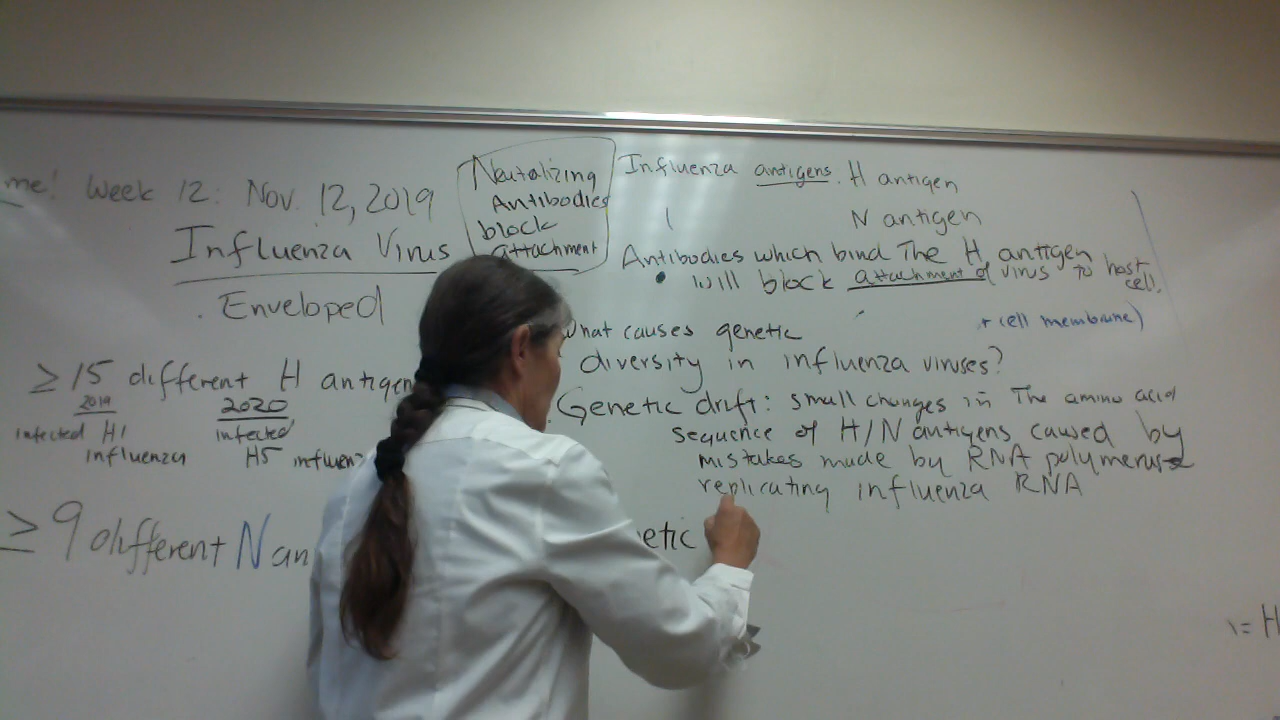 me! Week 12: Nov. 12, 2019
Influenza Virus
. Enveloped
≥15 different H antigen
2019
infected H1
influenza
2020
infected
H5 influen
≥9 different N an
Neutalizing
Antibodies
block
attachment
Influenza antigens. H antigen
N antigen
Antibodies which bind The H antigen
• will block attachment of virus to host
cell.
+ cell membrane)
What causes genetic
diversity in influenza viruses?
. Genetic drift: small changes in The amino acid
sequence of H/N antigens caused by
mistakes made by RNA polymerase
replicating influenza RNA
etic
= H